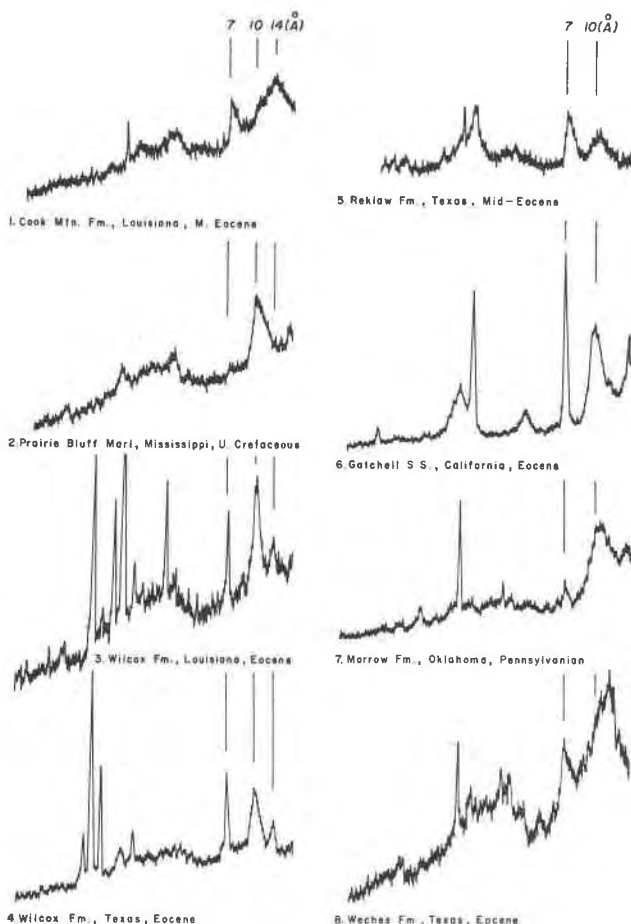 7 10 14(Å)
1. Cook Mtn. Fm., Louisiana, M. Eocene
2. Prairie Bluff Marl, Mississippi, U. Cretaceous
3. Wilcox Fm., Louisiana, Eocene
4. Wilcox Fm., Texas, Eocene
7 10(Å)
5. Reklaw Fm., Texas, Mid-Eocene
6. Gatchell S S., California, Eocene
7. Morrow Fm., Oklahoma, Pennsylvanian
8. Weches Fm., Texas, Eocene